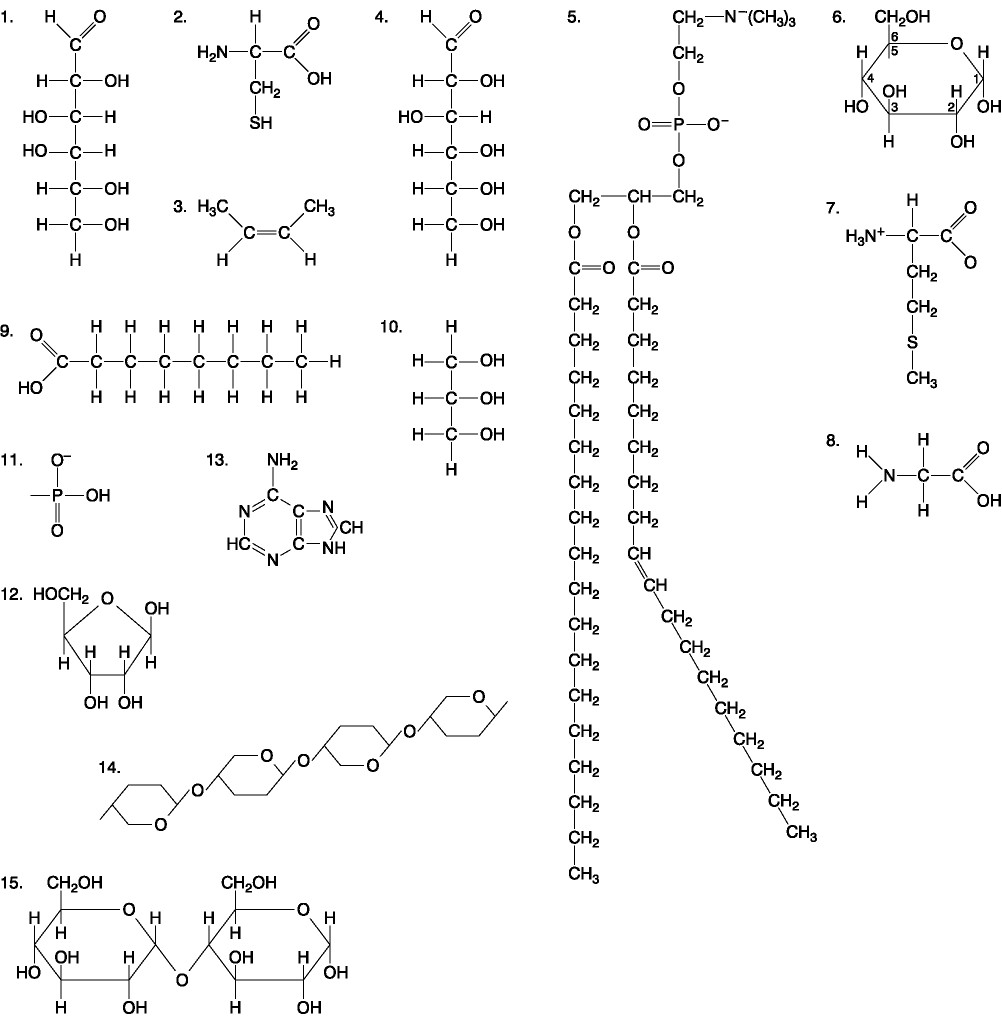 1.
H O
C
H—C—OH
HO—C—H
HO—C—H
H—C—OH
H—C—OH
H
2.
H
H₂N—C—C O
OH
CH₂
SH
3. H₃C CH₃
C=C
H H
4.
H O
C
H—C—OH
HO—C—H
H—C—OH
H—C—OH
H—C—OH
H
5. CH₂—N⁻(CH₃)₃
CH₂
O
O=P—O⁻
O
CH₂—CH—CH₂
O O
C=O C=O
CH₂ CH₂
CH₂ CH₂
CH₂ CH₂
CH₂ CH₂
CH₂ CH₂
CH₂ CH₂
CH₂ CH₂
CH₂ CH
CH₂ CH
CH₂ CH₂
CH₂ CH₂
CH₂ CH₂
CH₂ CH₂
CH₂ CH₂
CH₂ CH₂
CH₂ CH₂
CH₃ CH₃
6. CH₂OH
6
5 O
H H
4 1
HO OH H OH
3 2
H OH
7. H
H₃N⁺—C—C O
O
CH₂
CH₂
S
CH₃
8. H H O
N—C—C
H H OH
9. H H H H H H H
O
C—C—C—C—C—C—C—C—H
HO H H H H H H H
10. H
H—C—OH
H—C—OH
H—C—OH
H
11. O⁻
—P—OH
O
13. NH₂
C
N C N
CH
HC C NH
N
12. HOCH₂ O OH
H H H H
OH OH
14.
O O O O
O O O
15. CH₂OH CH₂OH
O O
H H H H H H
HO OH H O OH H OH
H OH H OH